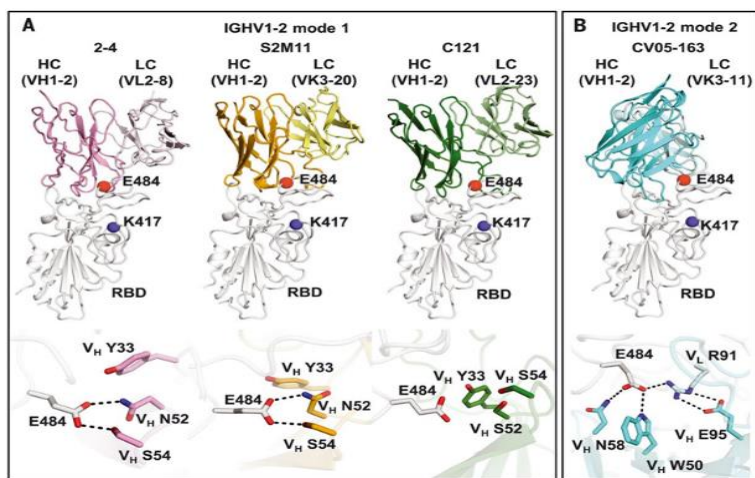 A
IGHV1-2 mode 1
2-4
HC
(VH1-2)
LC
(VL2-8)
E484
K417
RBD
S2M11
HC
(VH1-2)
LC
(VK3-20)
E484
K417
RBD
C121
HC
(VH1-2)
LC
(VL2-23)
E484
K417
RBD
VH Y33
E484
VH N52
VH S54
VH Y33
E484
VH N52
VH S54
E484
VH Y33
VH S54
VH S52
B
IGHV1-2 mode 2
CV05-163
HC
(VH1-2)
LC
(VK3-11)
E484
K417
RBD
E484
VL R91
VH N58
VH W50
VH E95